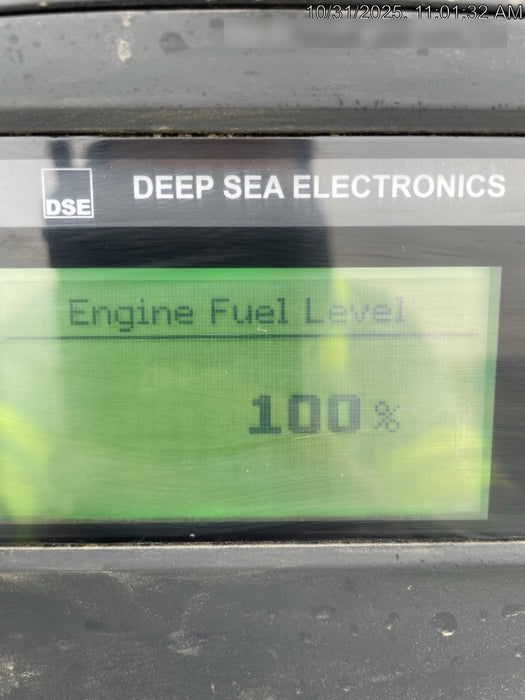 10/31/2025. 11:01:32 AM
DSE
DEEP SEA ELECTRONICS
Engine Fuel Level
100 %